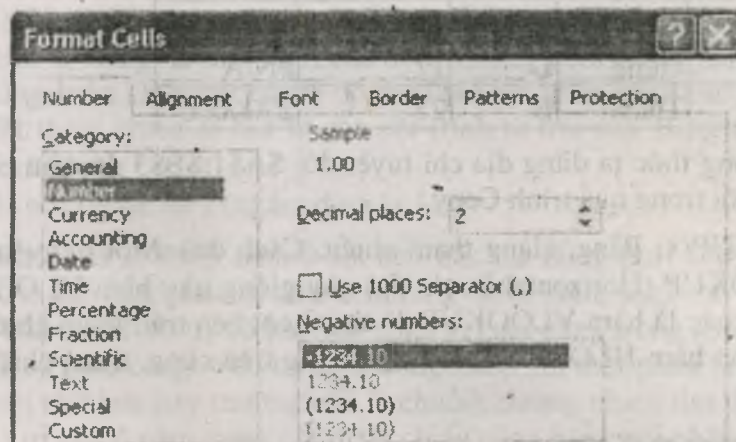 Format Cells
Number Alignment Font Border Patterns Protection
Category:
General
Number
Currency
Accounting
Date
Time
Percentage
Fraction
Scientific
Text
Special
Custom
Sample
1.00
Decimal places: 2
Use 1000 Separator (,)
Negative numbers:
-1234.10
1234.10
(1234.10)
(1234.10)